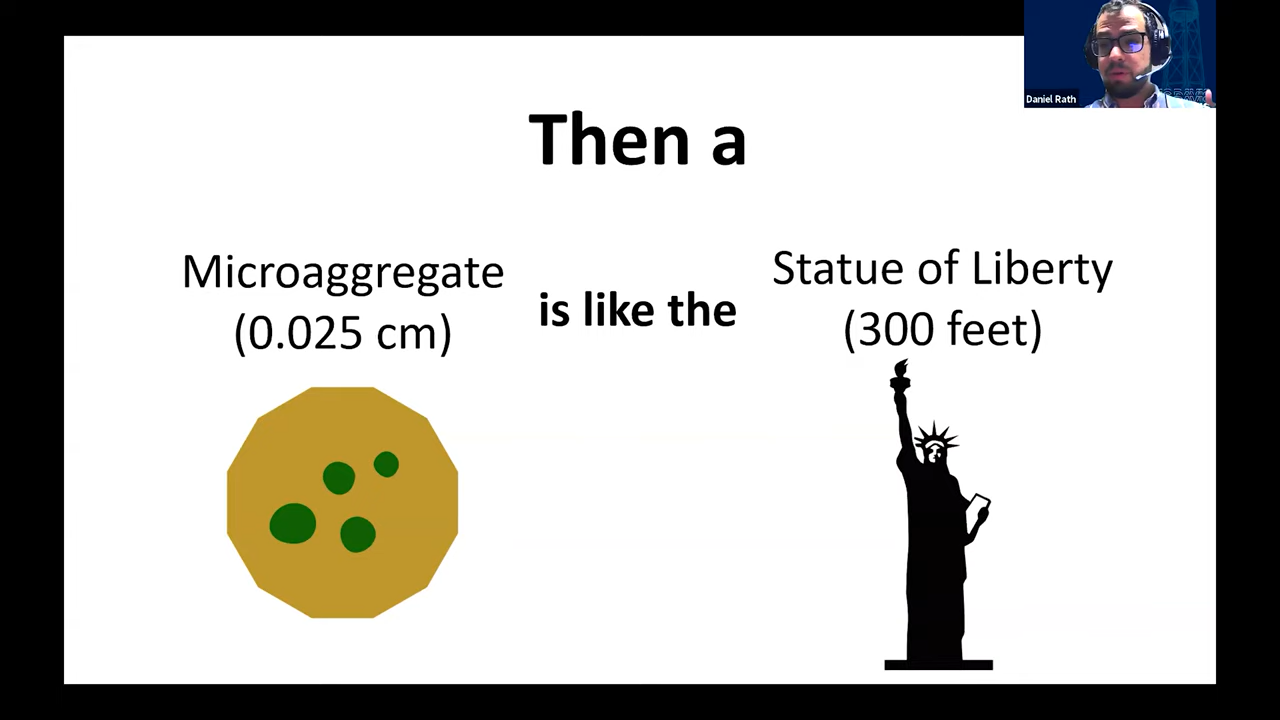 Daniel Rath
Then a
Microaggregate
(0.025 cm)
is like the
Statue of Liberty
(300 feet)